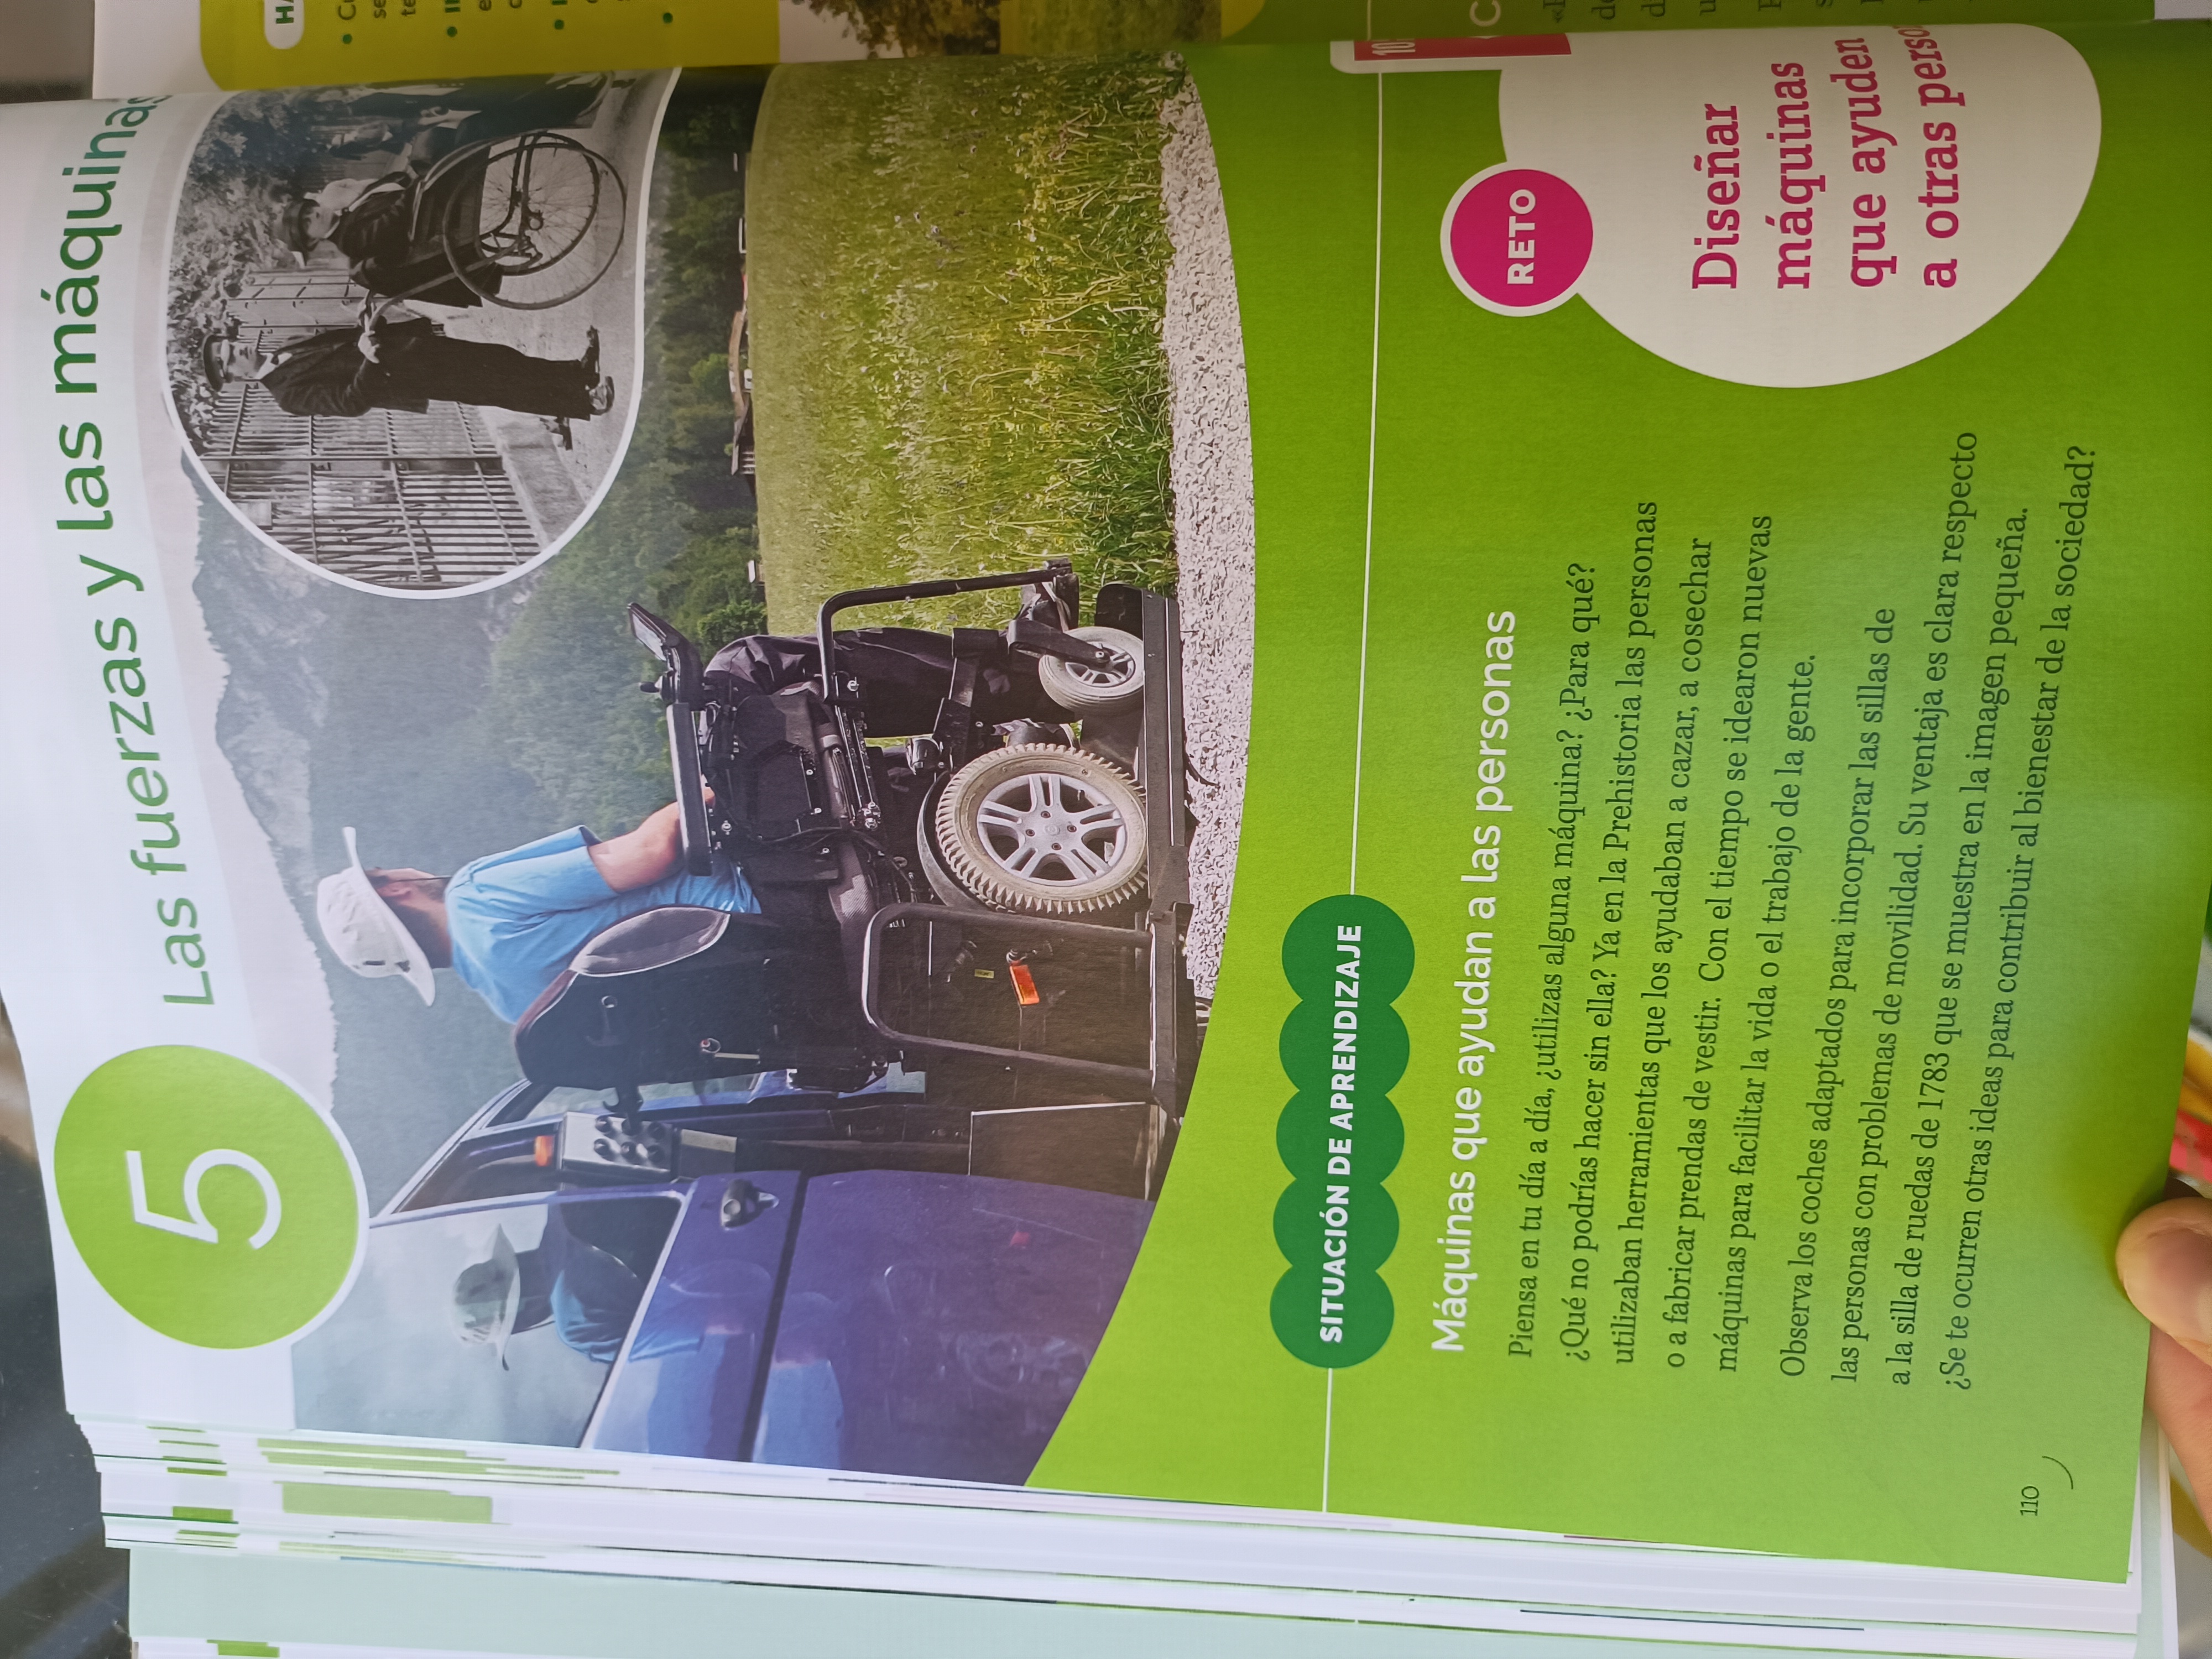 5
Las fuerzas y las máquinas
SITUACIÓN DE APRENDIZAJE
Máquinas que ayudan a las personas
Piensa en tu día a día, ¿utilizas alguna máquina? ¿Para qué?
¿Qué no podrías hacer sin ella? Ya en la Prehistoria las personas
utilizaban herramientas que los ayudaban a cazar, a cosechar
o a fabricar prendas de vestir. Con el tiempo se idearon nuevas
máquinas para facilitar la vida o el trabajo de la gente.
Observa los coches adaptados para incorporar las sillas de
las personas con problemas de movilidad. Su ventaja es clara respecto
a la silla de ruedas de 1783 que se muestra en la imagen pequeña.
¿Se te ocurren otras ideas para contribuir al bienestar de la sociedad?
RETO
Diseñar
máquinas
que ayuden
a otras
110
10